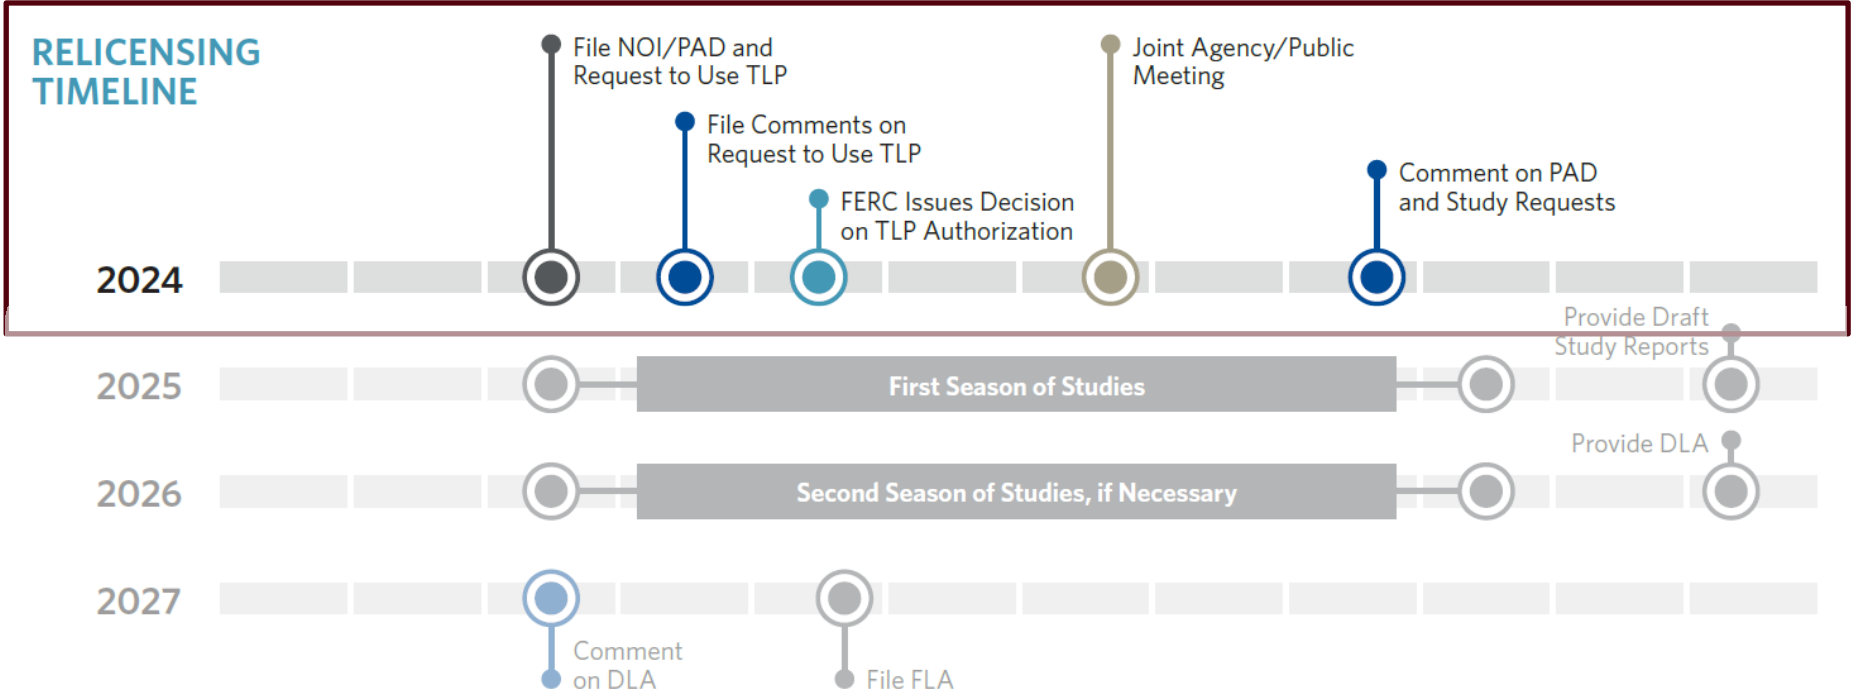 RELICENSING
TIMELINE
File NOI/PAD and
Request to Use TLP
File Comments on
Request to Use TLP
FERC Issues Decision
on TLP Authorization
Joint Agency/Public
Meeting
Comment on PAD
and Study Requests
2024
Provide Draft
Study Reports
2025
First Season of Studies
Provide DLA
2026
Second Season of Studies, if Necessary
2027
Comment
on DLA
File FLA